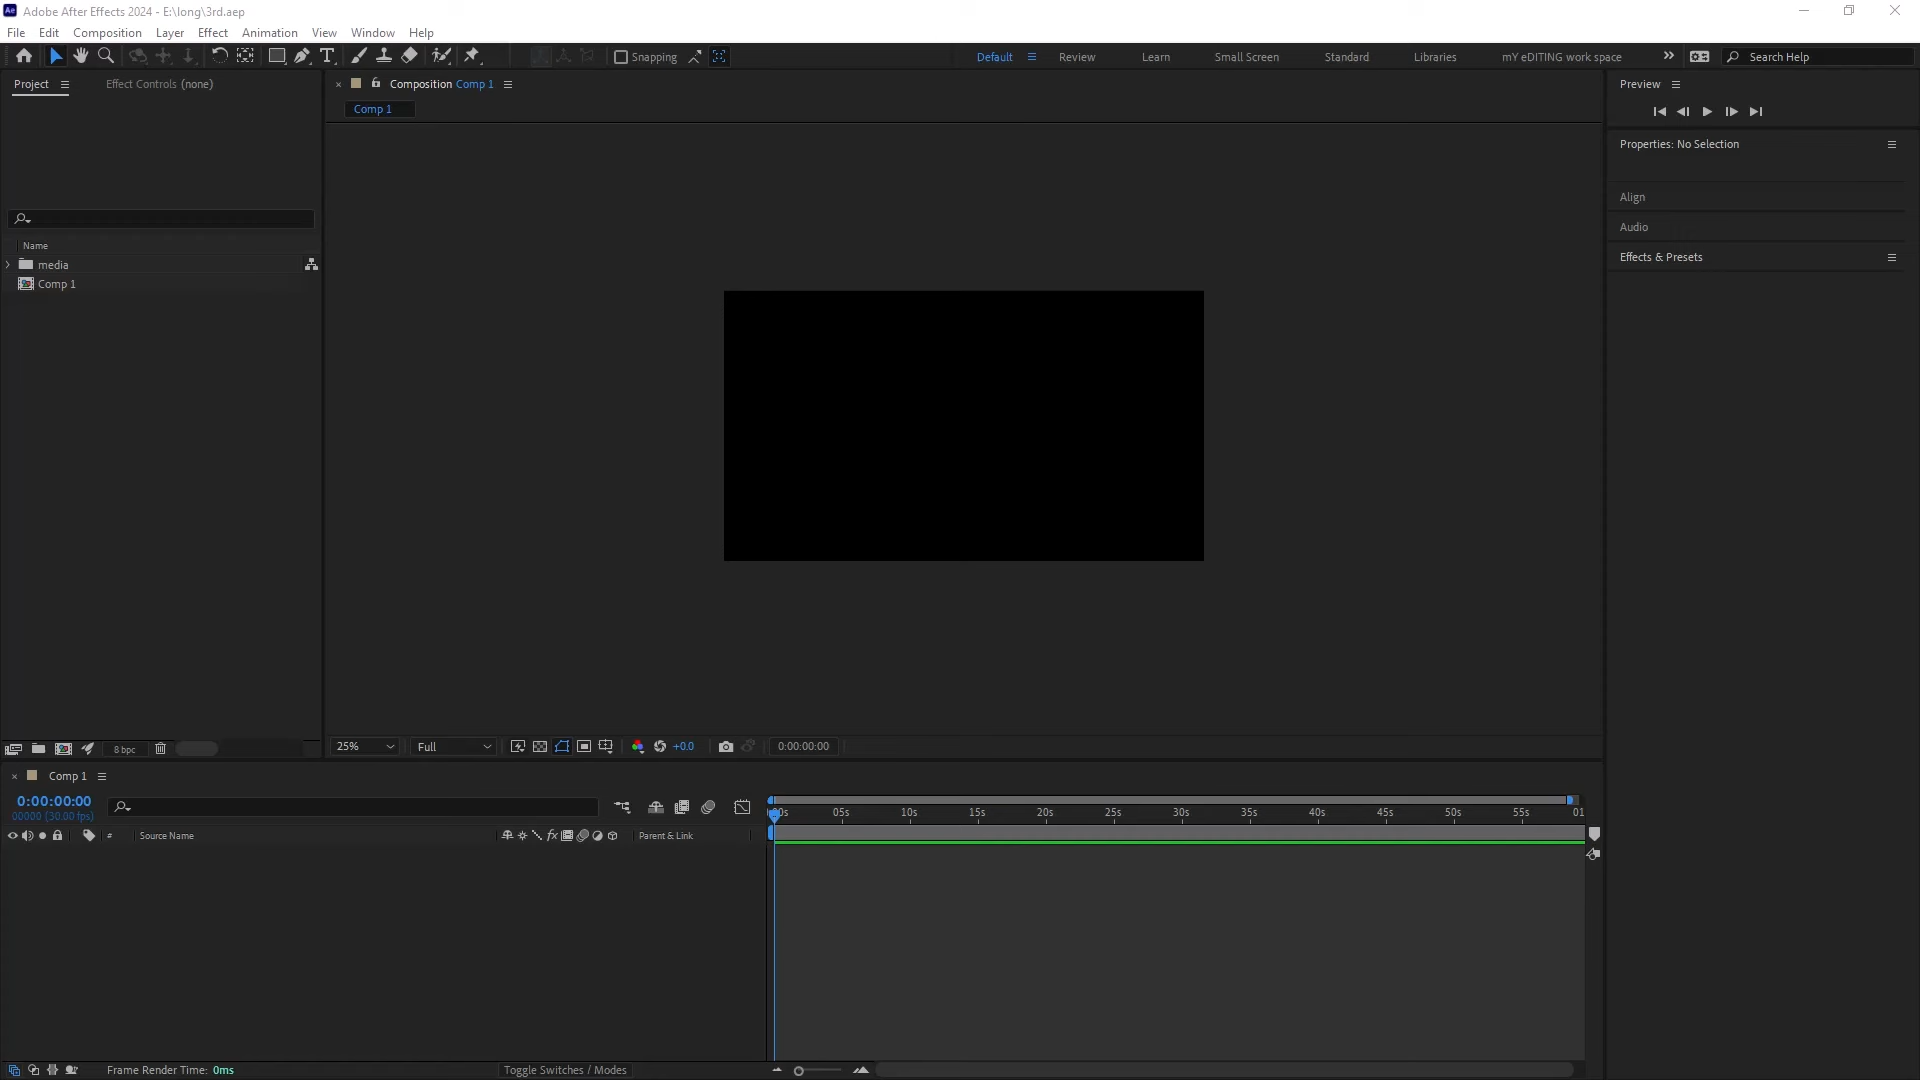 Adobe After Effects 2024 - E:\long\3rd.aep
File Edit Composition Layer Effect Animation View Window Help
Snapping Default Review Learn Small Screen Standard Libraries mY eDITING work space Search Help
Project Effect Controls (none) Composition Comp 1 Preview
Comp 1
Properties: No Selection
Align
Audio
Name
Effects & Presets
media
Comp 1
8 bpc 25% Full +0.0 0:00:00:00
Comp 1
0:00:00:00
00000 (30.00 fps)
05s 10s 15s 20s 25s 30s 35s 40s 45s 50s 55s 01
# Source Name fx Parent & Link
Frame Render Time: 0ms Toggle Switches / Modes